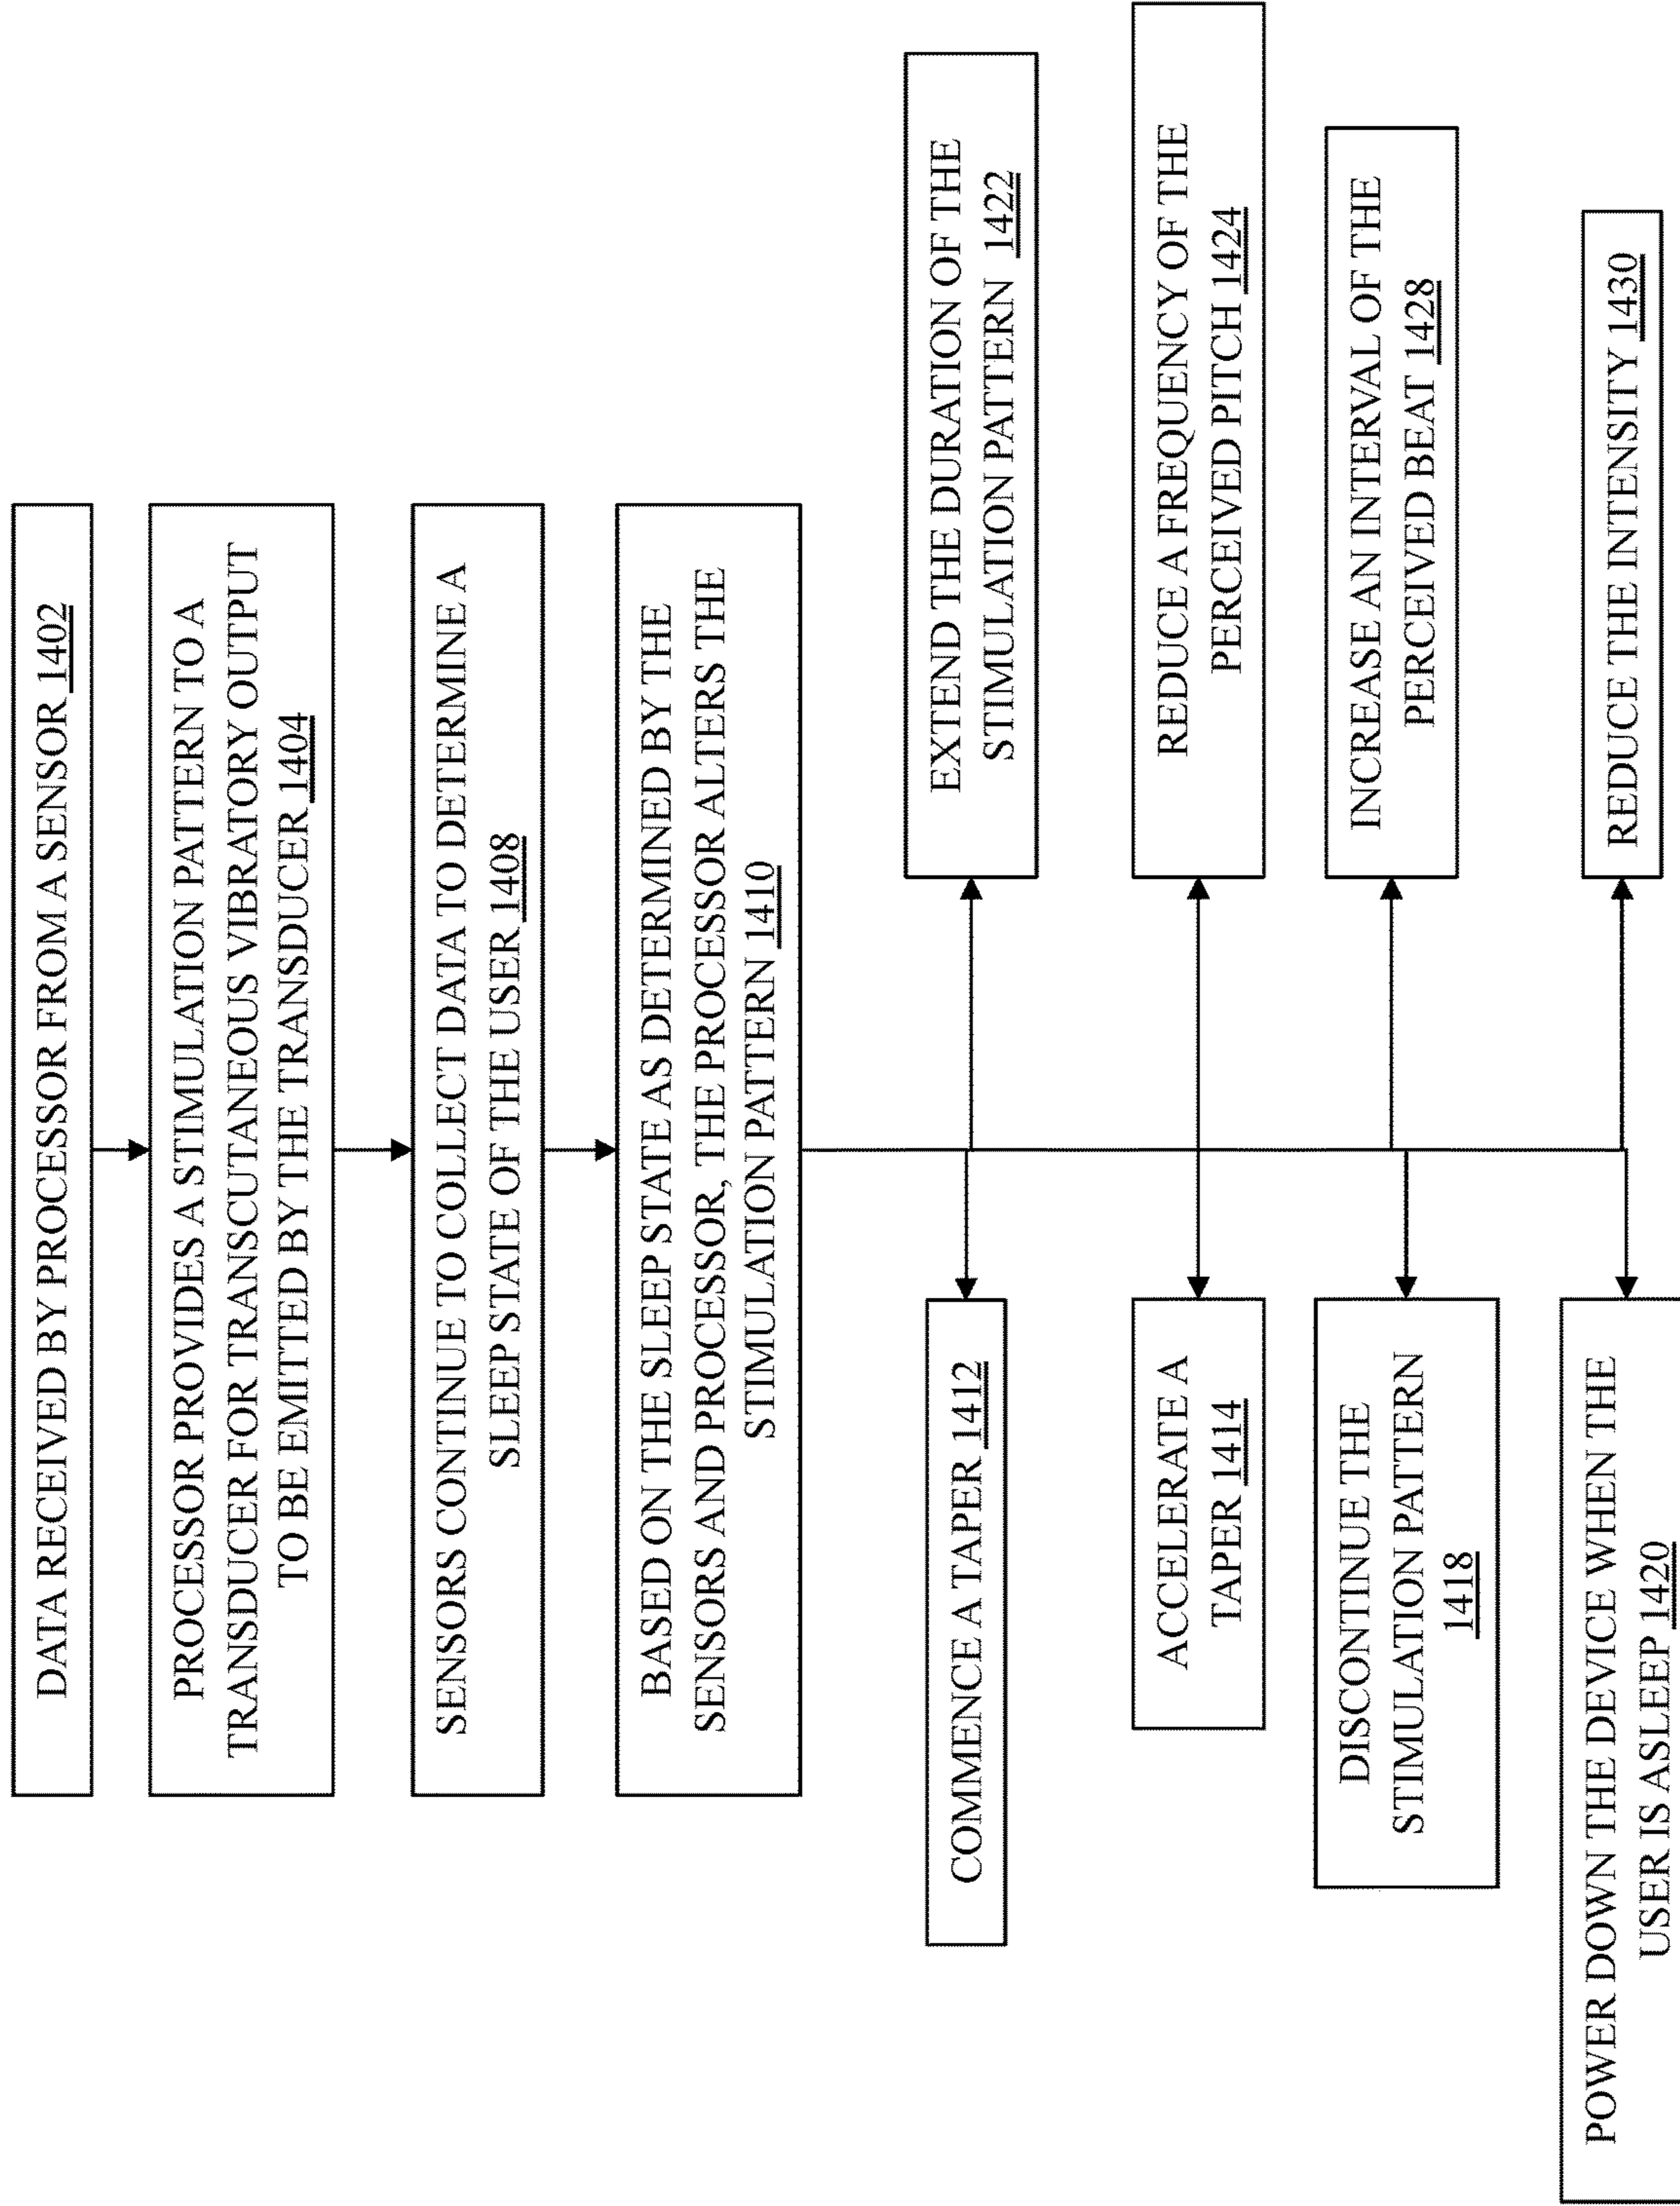 DATA RECEIVED BY PROCESSOR FROM A SENSOR 1402
PROCESSOR PROVIDES A STIMULATION PATTERN TO A
TRANSDUCER FOR TRANSCUTANEOUS VIBRATORY OUTPUT
TO BE EMITTED BY THE TRANSDUCER 1404
SENSORS CONTINUE TO COLLECT DATA TO DETERMINE A
SLEEP STATE OF THE USER 1408
BASED ON THE SLEEP STATE AS DETERMINED BY THE
SENSORS AND PROCESSOR, THE PROCESSOR ALTERS THE
STIMULATION PATTERN 1410
COMMENCE A TAPER 1412
ACCELERATE A
TAPER 1414
DISCONTINUE THE
STIMULATION PATTERN
1418
POWER DOWN THE DEVICE WHEN THE
USER IS ASLEEP 1420
EXTEND THE DURATION OF THE
STIMULATION PATTERN 1422
REDUCE A FREQUENCY OF THE
PERCEIVED PITCH 1424
INCREASE AN INTERVAL OF THE
PERCEIVED BEAT 1428
REDUCE THE INTENSITY 1430